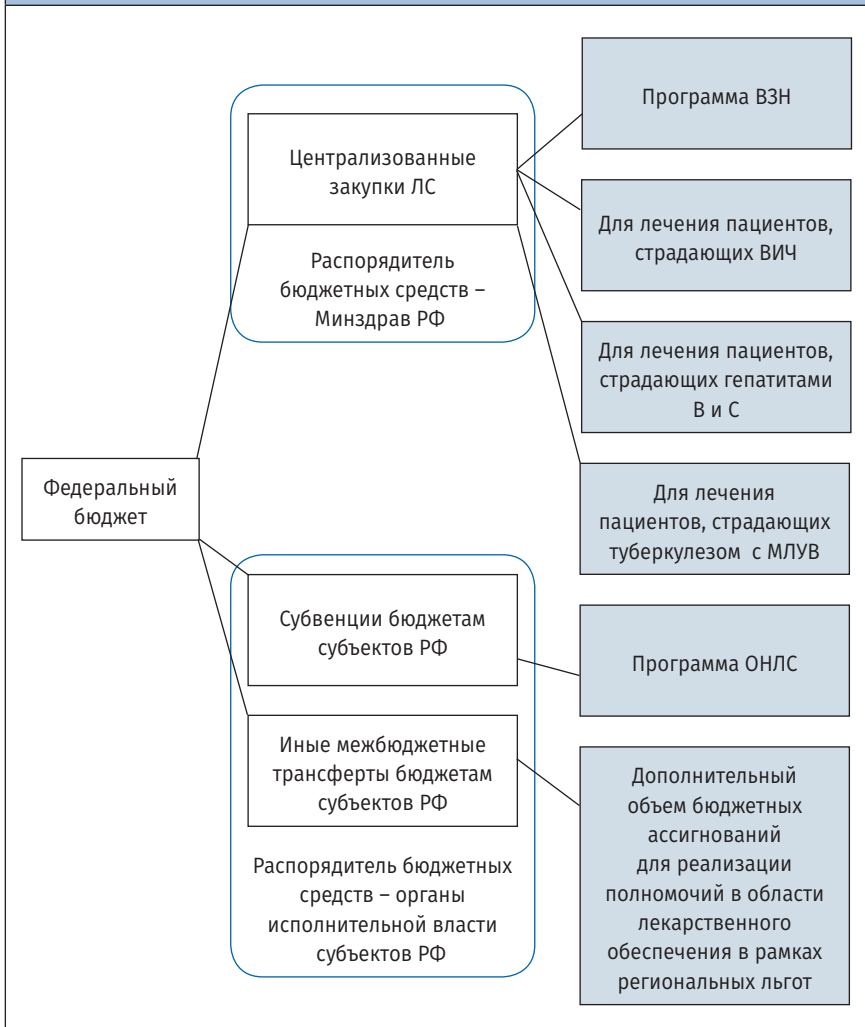 Программа ВЗН
Централизованные
закупки ЛС
Распорядитель
бюджетных средств –
Минздрав РФ
Для лечения пациентов,
страдающих ВИЧ
Для лечения пациентов,
страдающих гепатитами
В и С
Федеральный
бюджет
Для лечения
пациентов, страдающих
туберкулезом с МЛУВ
Субвенции бюджетам
субъектов РФ
Программа ОНЛС
Иные межбюджетные
трансферты бюджетам
субъектов РФ
Распорядитель бюджетных
средств – органы
исполнительной власти
субъектов РФ
Дополнительный
объем бюджетных
ассигнований
для реализации
полномочий в области
лекарственного
обеспечения в рамках
региональных льгот